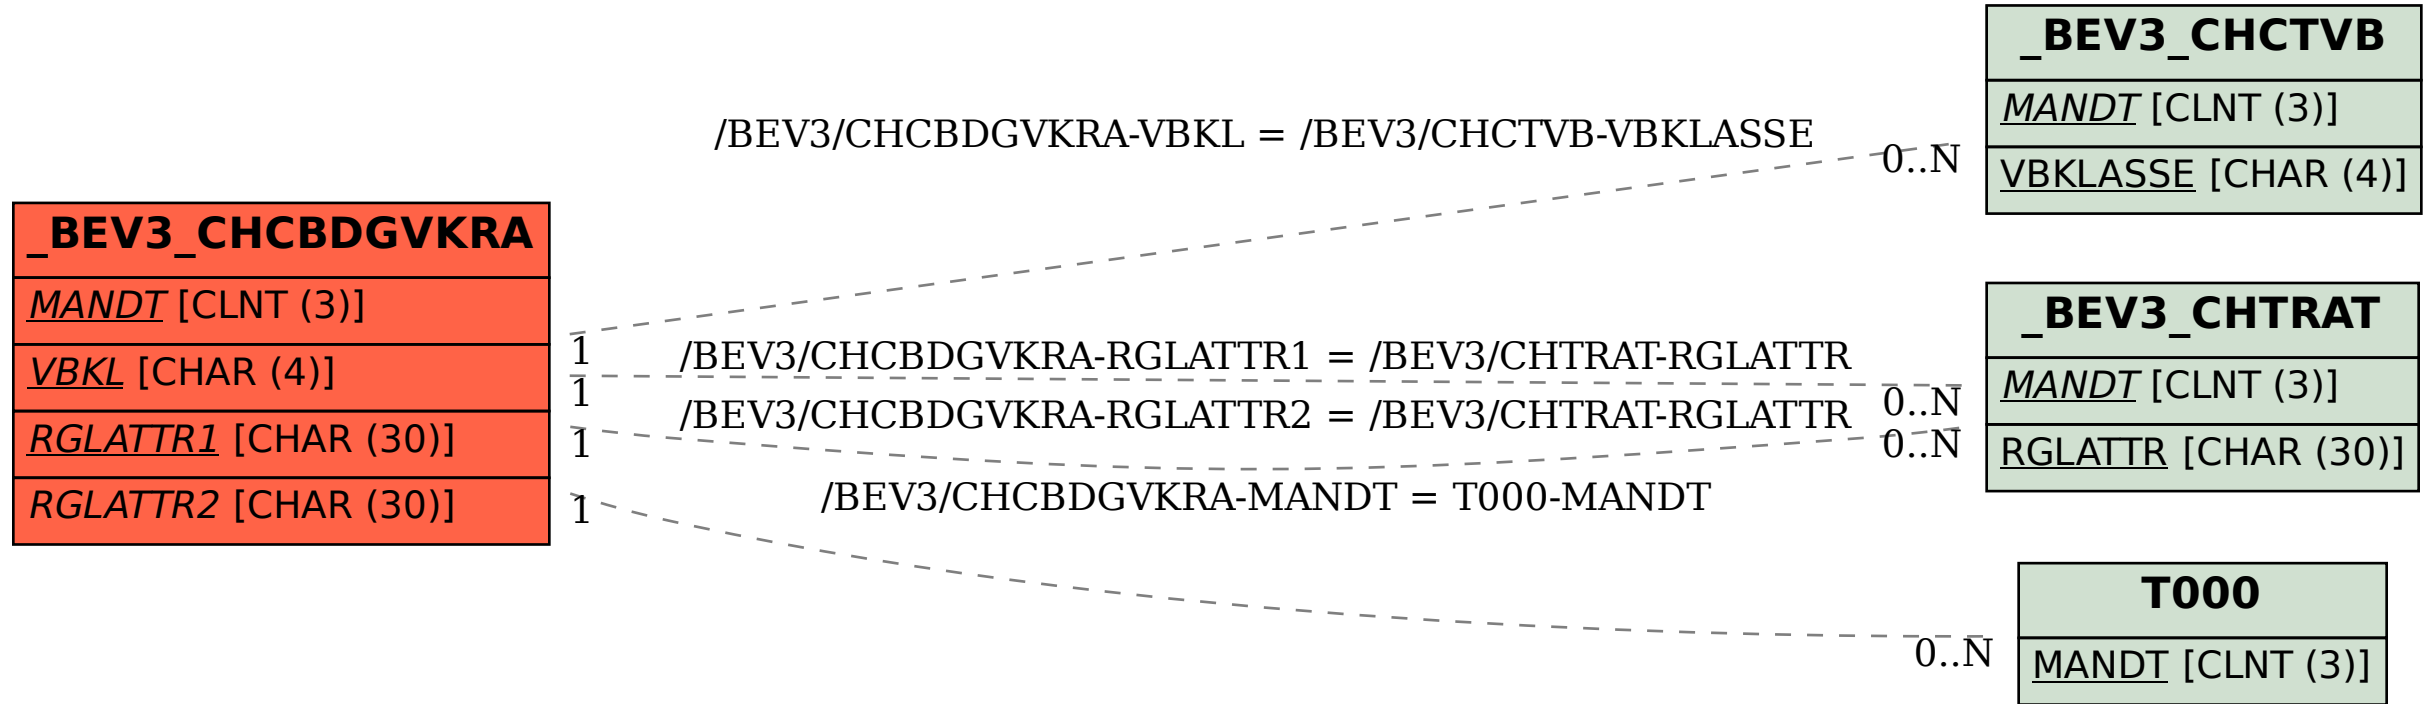 _BEV3_CHCBDGVKRA
MANDT [CLNT (3)]
VBKL [CHAR (4)]
RGLATTR1 [CHAR (30)]
RGLATTR2 [CHAR (30)]
/BEV3/CHCBDGVKRA-VBKL = /BEV3/CHCTVB-VBKLASSE
0..N
1
/BEV3/CHCBDGVKRA-RGLATTR1 = /BEV3/CHTRAT-RGLATTR
1
0..N
/BEV3/CHCBDGVKRA-RGLATTR2 = /BEV3/CHTRAT-RGLATTR
1
0..N
/BEV3/CHCBDGVKRA-MANDT = T000-MANDT
1
0..N
_BEV3_CHCTVB
MANDT [CLNT (3)]
VBKLASSE [CHAR (4)]
_BEV3_CHTRAT
MANDT [CLNT (3)]
RGLATTR [CHAR (30)]
T000
MANDT [CLNT (3)]